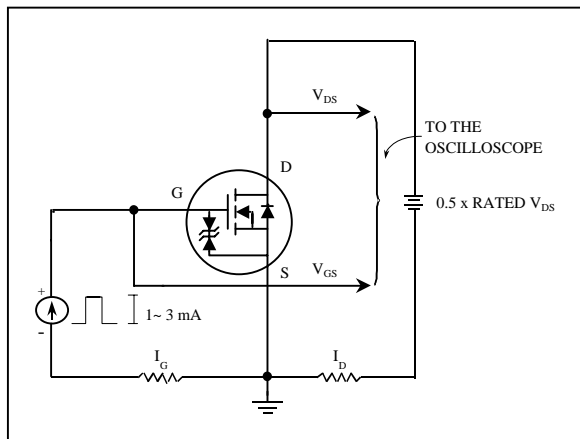 V_DS
TO THE
OSCILLOSCOPE
D
G
0.5 x RATED V_DS
S
V_GS
+
1~ 3 mA
-
I_G
I_D